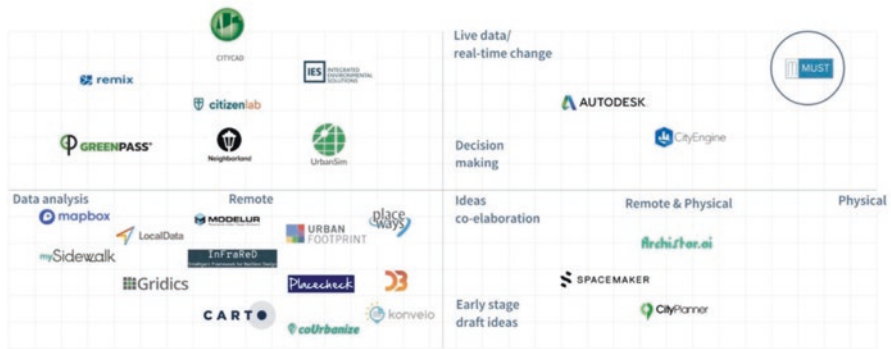 CITYCAD
Live data/
real-time change
remix
IES INTEGRATED
ENVIRONMENTAL
SOLUTIONS
MUST
citizenlab
AUTODESK
GREENPASS®
Neighborland
UrbanSim
CityEngine
Decision
making
Data analysis
Remote
Ideas
co-elaboration
Remote & Physical
Physical
mapbox
MODELUR
place
ways
LocalData
URBAN
FOOTPRINT
Archistar.ai
mySidewalk
InFraReD
Gridics
Placecheck
D3
SPACEMAKER
CARTO
konveio
Early stage
draft ideas
CityPlanner
coUrbanize